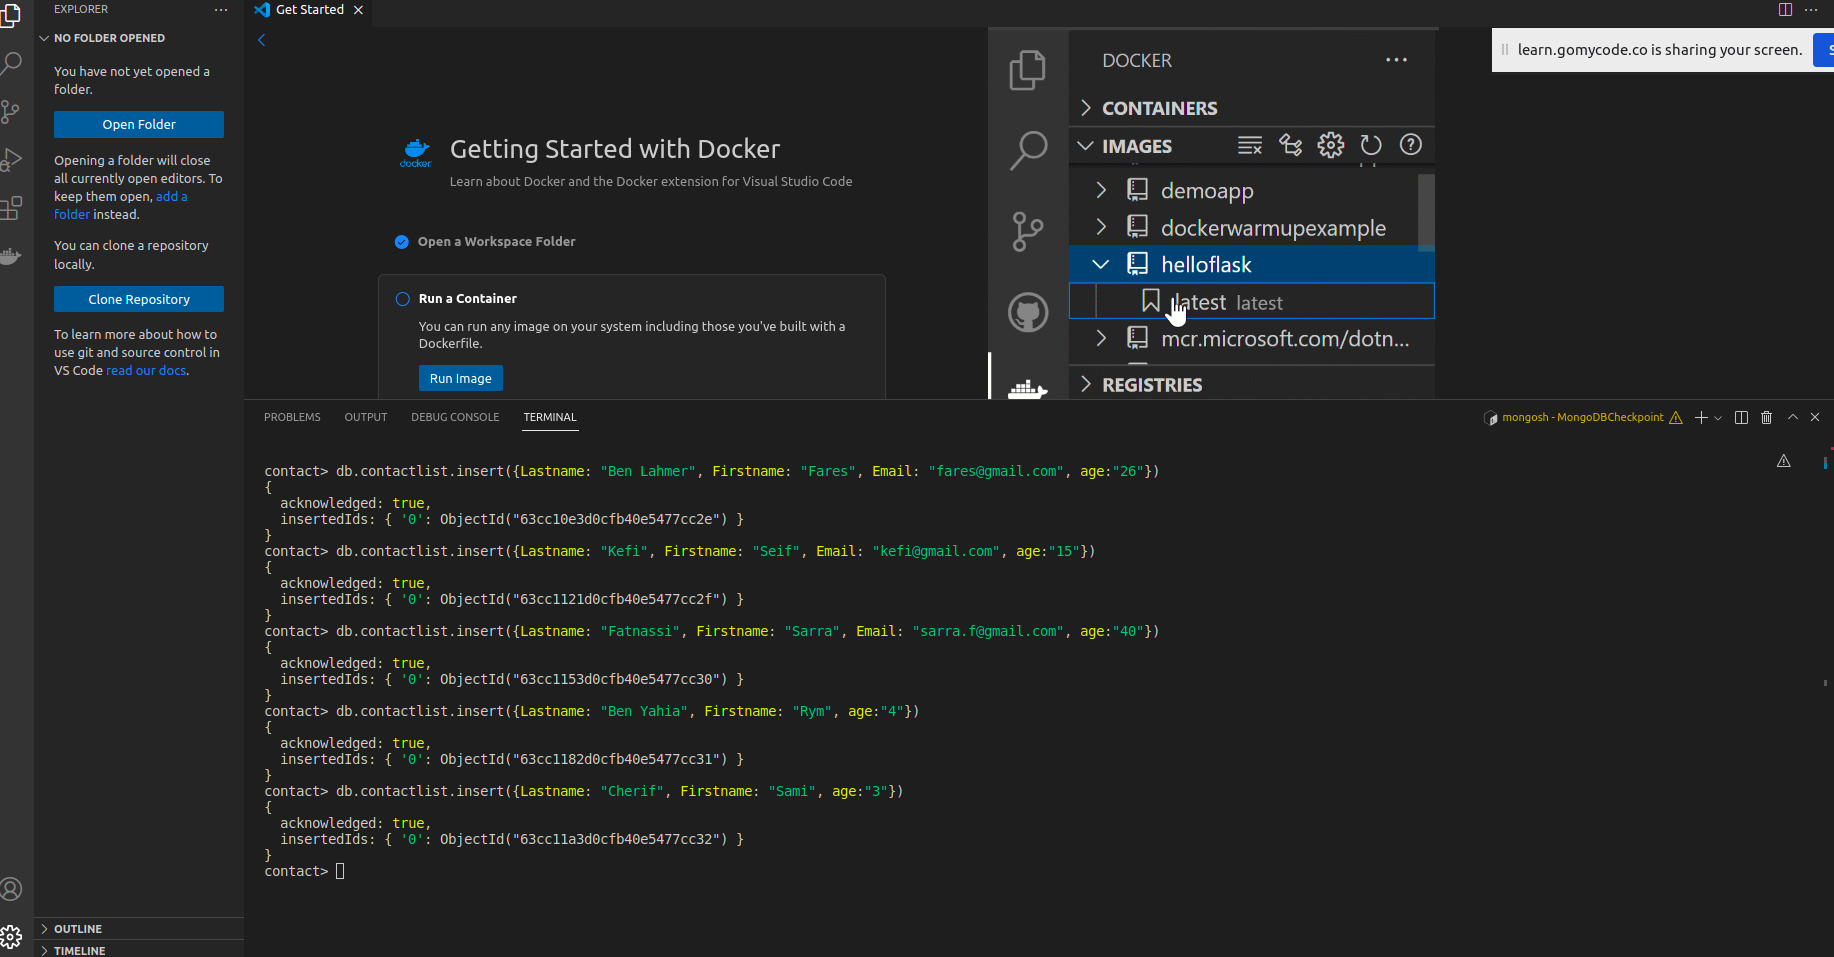 EXPLORER
NO FOLDER OPENED
You have not yet opened a
folder.
Open Folder
Opening a folder will close
all currently open editors. To
keep them open, add a
folder instead.
You can clone a repository
locally.
Clone Repository
To learn more about how to
use git and source control in
VS Code read our docs.
OUTLINE
TIMELINE
Get Started
docker
Getting Started with Docker
Learn about Docker and the Docker extension for Visual Studio Code
Open a Workspace Folder
Run a Container
You can run any image on your system including those you've built with a
Dockerfile.
Run Image
DOCKER
CONTAINERS
IMAGES
demoapp
dockerwarmupexample
helloflask
latest latest
mcr.microsoft.com/dotn...
REGISTRIES
learn.gomycode.co is sharing your screen.
PROBLEMS OUTPUT DEBUG CONSOLE TERMINAL
mongosh - MongoDBCheckpoint
contact> db.contactlist.insert({Lastname: "Ben Lahmer", Firstname: "Fares", Email: "fares@gmail.com", age:"26"})
{
acknowledged: true,
insertedIds: { '0': ObjectId("63cc10e3d0cfb40e5477cc2e") }
}
contact> db.contactlist.insert({Lastname: "Kefi", Firstname: "Seif", Email: "kefi@gmail.com", age:"15"})
{
acknowledged: true,
insertedIds: { '0': ObjectId("63cc1121d0cfb40e5477cc2f") }
}
contact> db.contactlist.insert({Lastname: "Fatnassi", Firstname: "Sarra", Email: "sarra.f@gmail.com", age:"40"})
{
acknowledged: true,
insertedIds: { '0': ObjectId("63cc1153d0cfb40e5477cc30") }
}
contact> db.contactlist.insert({Lastname: "Ben Yahia", Firstname: "Rym", age:"4"})
{
acknowledged: true,
insertedIds: { '0': ObjectId("63cc1182d0cfb40e5477cc31") }
}
contact> db.contactlist.insert({Lastname: "Cherif", Firstname: "Sami", age:"3"})
{
acknowledged: true,
insertedIds: { '0': ObjectId("63cc11a3d0cfb40e5477cc32") }
}
contact>